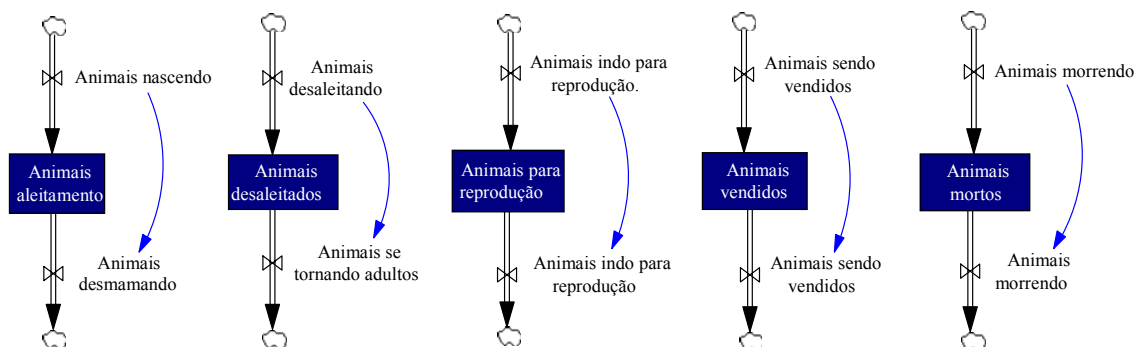 Animais nascendo
Animais
aleitamento
Animais
desmamando
Animais
desaleitando
Animais
desaleitados
Animais se
tornando adultos
Animais indo para
reprodução.
Animais para
reprodução
Animais indo para
reprodução
Animais sendo
vendidos
Animais
vendidos
Animais sendo
vendidos
Animais morrendo
Animais
mortos
Animais
morrendo